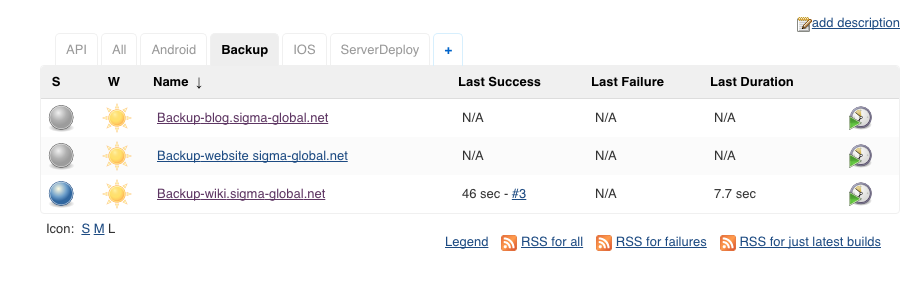 add description
API All Android Backup IOS ServerDeploy +
S W Name ↓ Last Success Last Failure Last Duration
Backup-blog.sigma-global.net N/A N/A N/A
Backup-website sigma-global.net N/A N/A N/A
Backup-wiki.sigma-global.net 46 sec - #3 N/A 7.7 sec
Icon: S M L
Legend RSS for all RSS for failures RSS for just latest builds